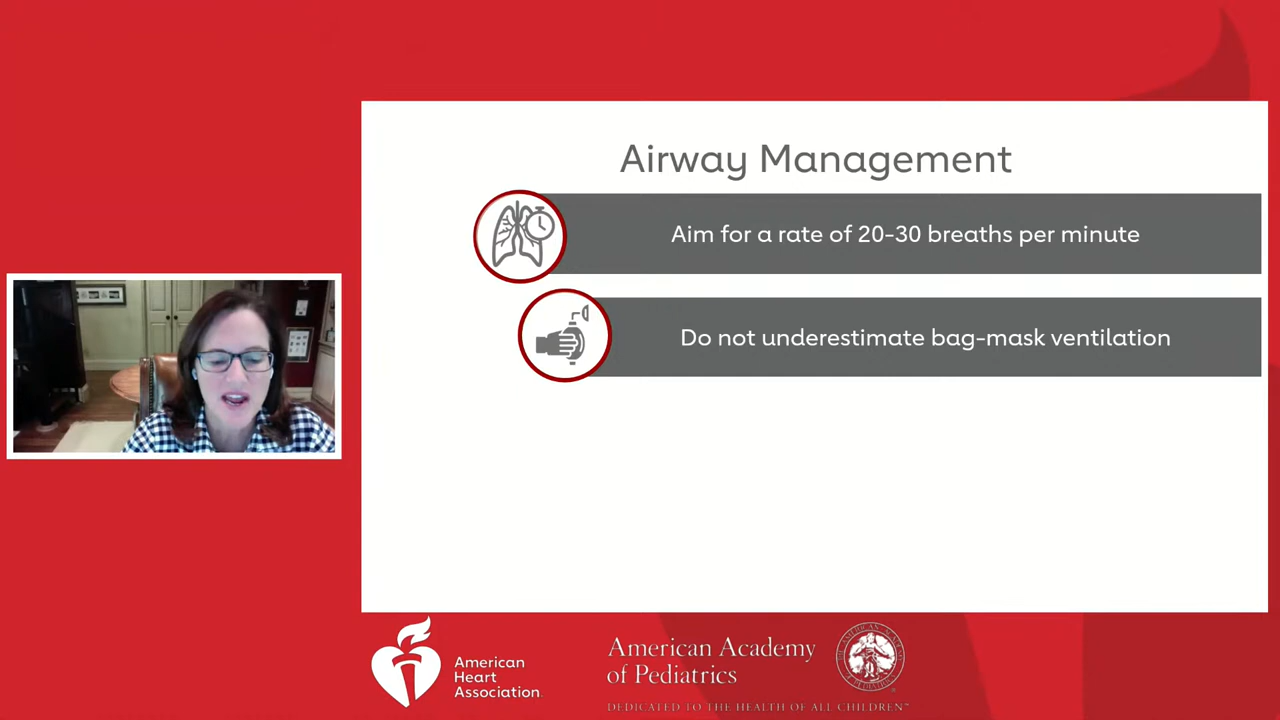 Airway Management
Aim for a rate of 20-30 breaths per minute
Do not underestimate bag-mask ventilation
American
Heart
Association.
American Academy
of Pediatrics
DEDICATED TO THE HEALTH OF ALL CHILDREN™